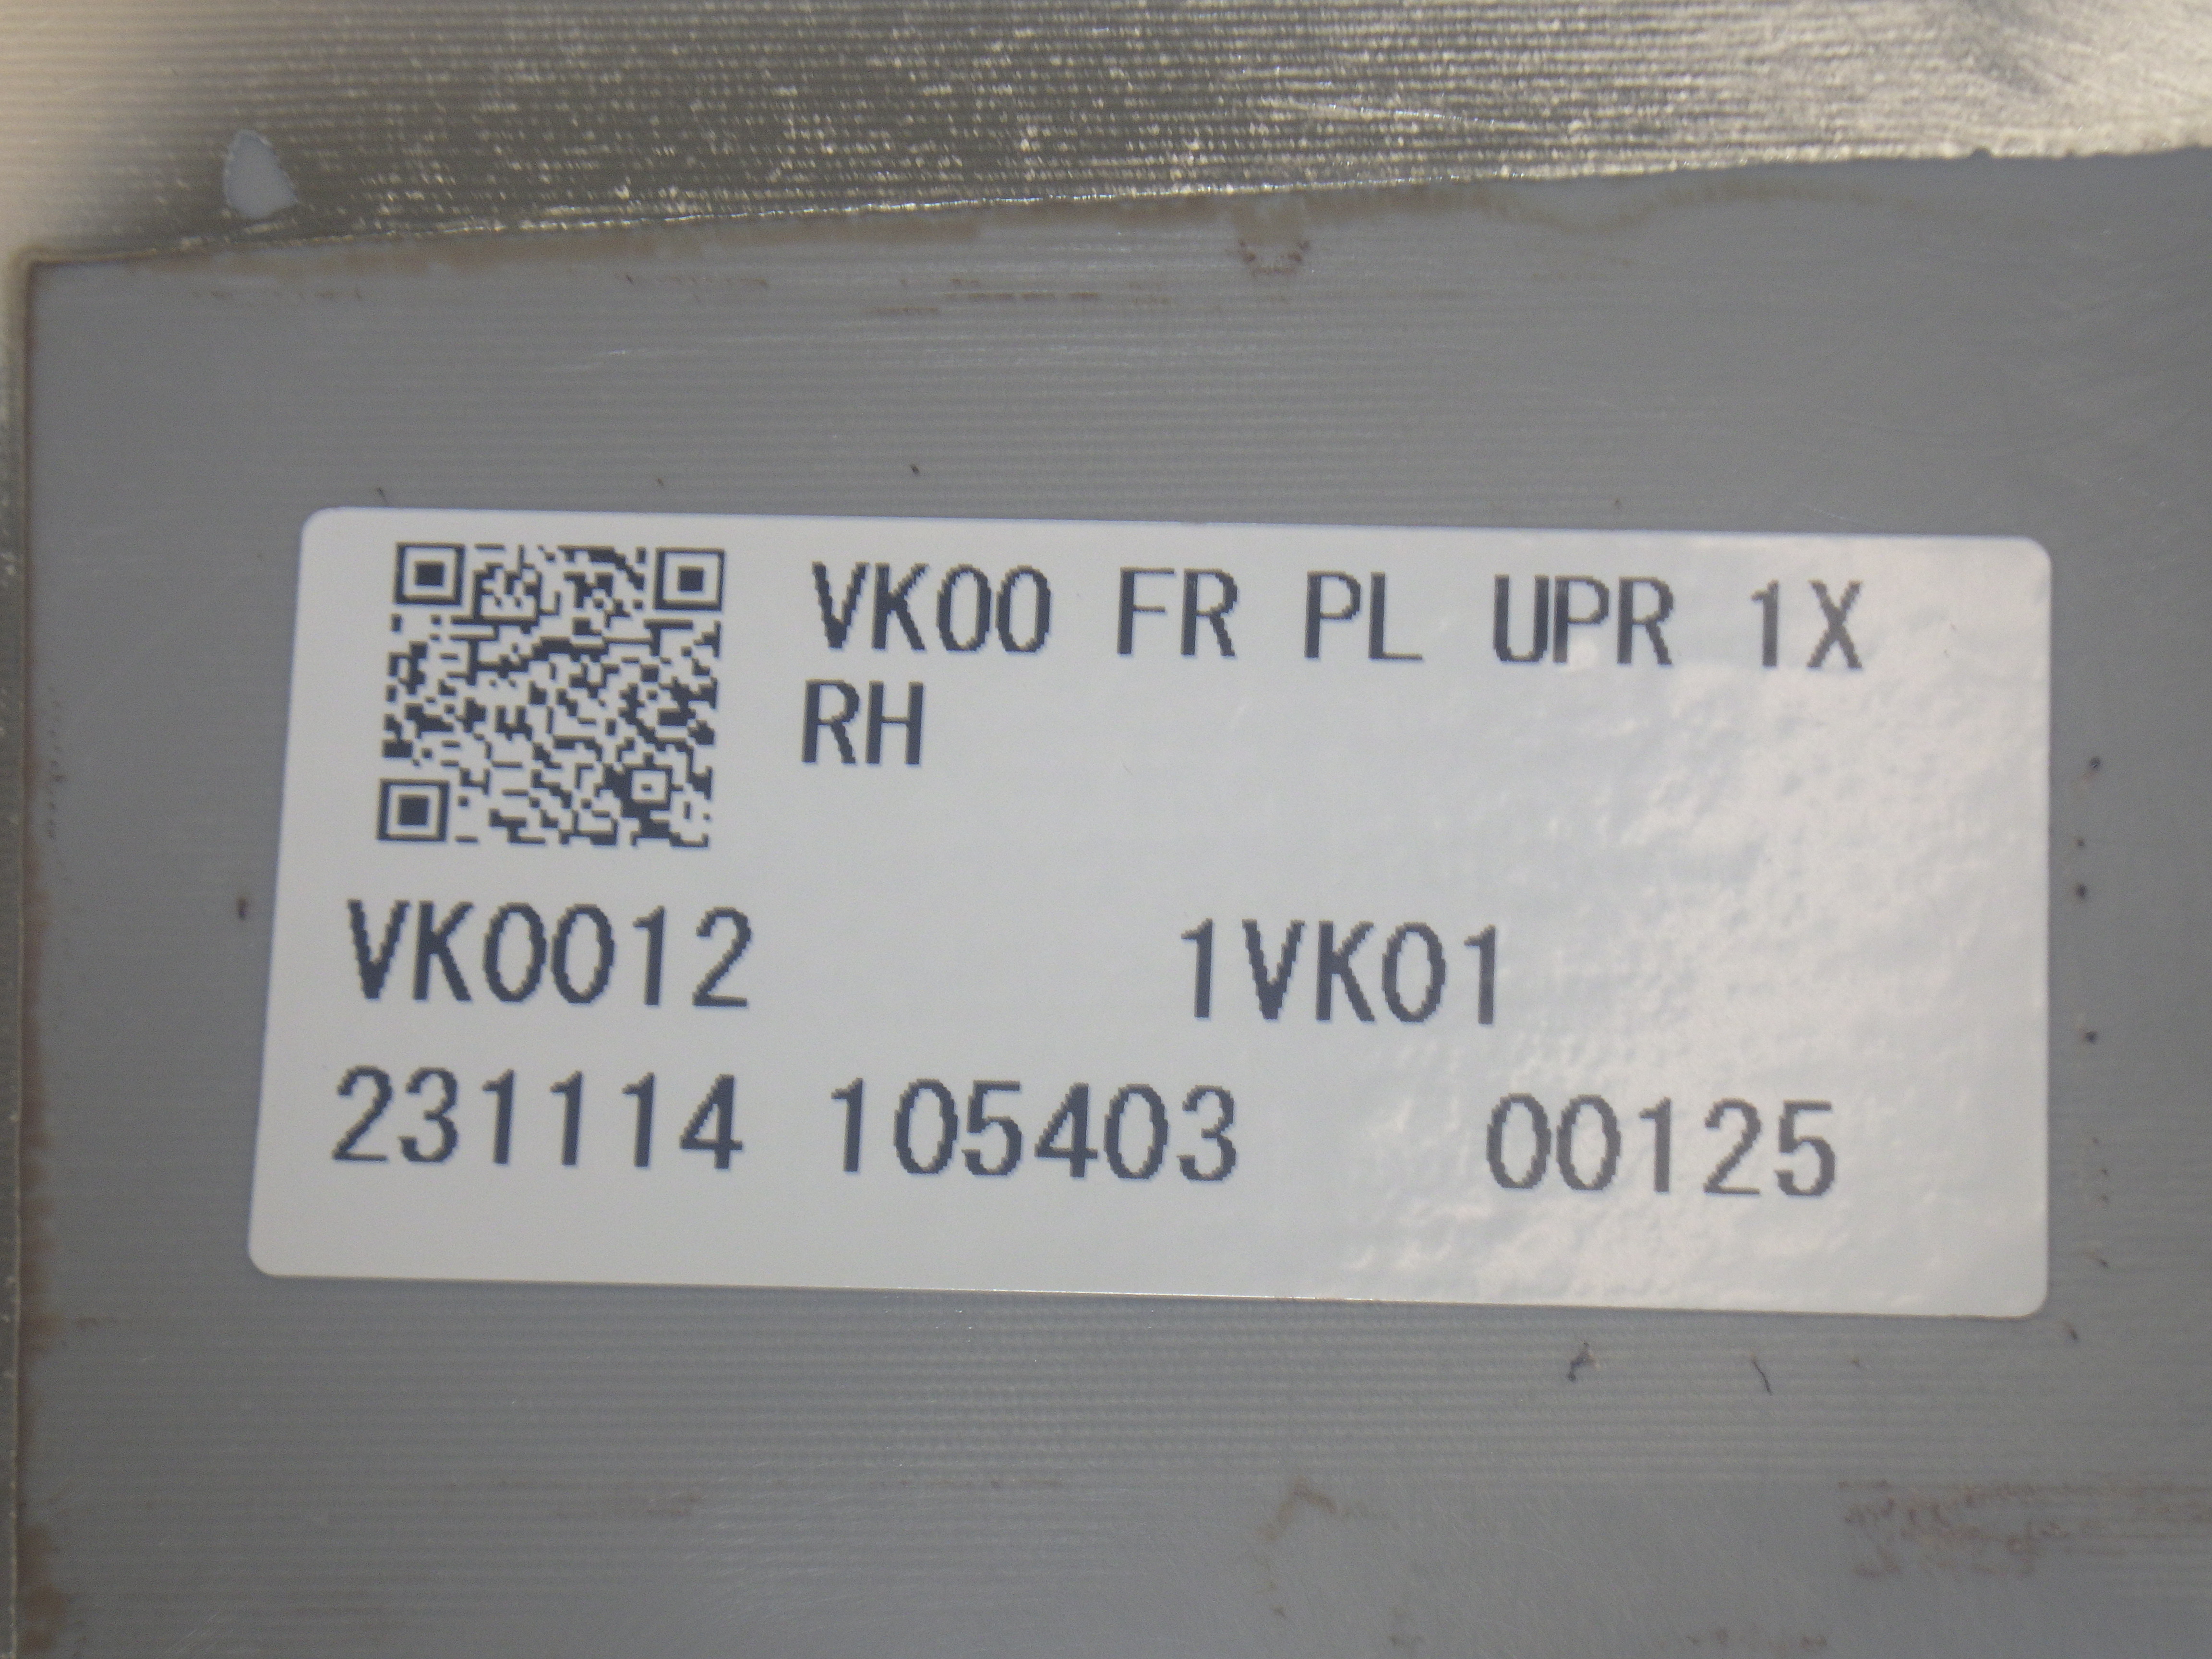 VK00 FR PL UPR 1X
RH
VK0012 1VK01
231114 105403 00125